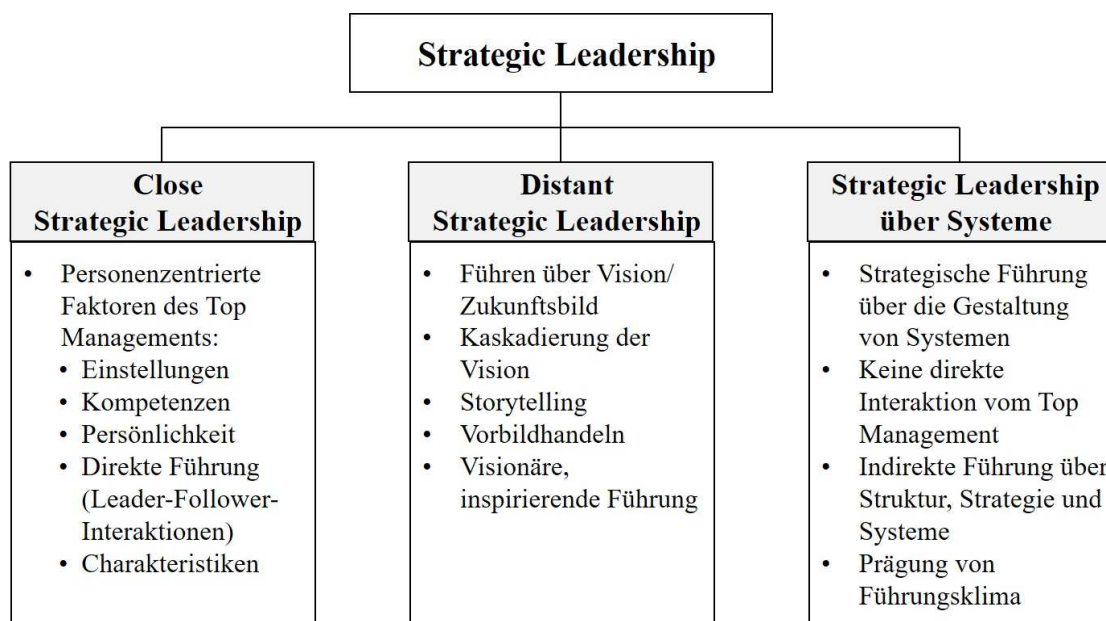 Strategic Leadership
Close
Strategic Leadership
• Personenzentrierte
Faktoren des Top
Managements:
• Einstellungen
• Kompetenzen
• Persönlichkeit
• Direkte Führung
(Leader-Follower-
Interaktionen)
• Charakteristiken
Distant
Strategic Leadership
• Führen über Vision/
Zukunftsbild
• Kaskadierung der
Vision
• Storytelling
• Vorbildhandeln
• Visionäre,
inspirierende Führung
Strategic Leadership
über Systeme
• Strategische Führung
über die Gestaltung
von Systemen
• Keine direkte
Interaktion vom Top
Management
• Indirekte Führung über
Struktur, Strategie und
Systeme
• Prägung von
Führungsklima